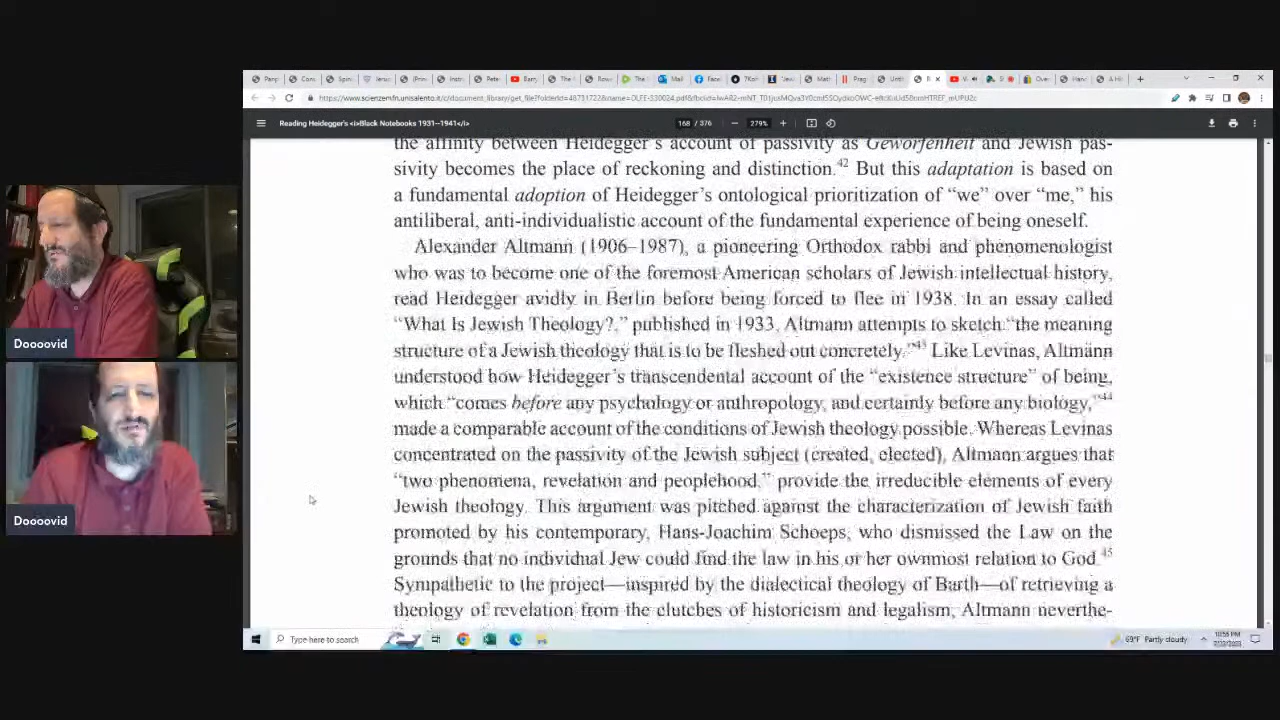 Doooovid
Doooovid
Reading Heidegger's <i>Black Notebooks 1931--1941</i>
168 / 376
279%
the affinity between Heidegger's account of passivity as Geworfenheit and Jewish pas-
sivity becomes the place of reckoning and distinction.42 But this adaptation is based on
a fundamental adoption of Heidegger's ontological prioritization of "we" over "me," his
antiliberal, anti-individualistic account of the fundamental experience of being oneself.
Alexander Altmann (1906–1987), a pioneering Orthodox rabbi and phenomenologist
who was to become one of the foremost American scholars of Jewish intellectual history,
read Heidegger avidly in Berlin before being forced to flee in 1938. In an essay called
"What Is Jewish Theology?," published in 1933, Altmann attempts to sketch "the meaning
structure of a Jewish theology that is to be fleshed out concretely."43 Like Levinas, Altmann
understood how Heidegger's transcendental account of the "existence structure" of being,
which "comes before any psychology or anthropology, and certainly before any biology,"44
made a comparable account of the conditions of Jewish theology possible. Whereas Levinas
concentrated on the passivity of the Jewish subject (created, elected), Altmann argues that
"two phenomena, revelation and peoplehood," provide the irreducible elements of every
Jewish theology. This argument was pitched against the characterization of Jewish faith
promoted by his contemporary, Hans-Joachim Schoeps, who dismissed the Law on the
grounds that no individual Jew could find the law in his or her ownmost relation to God.45
Sympathetic to the project—inspired by the dialectical theology of Barth—of retrieving a
theology of revelation from the clutches of historicism and legalism, Altmann neverthe-
Type here to search
69°F Partly cloudy
10:55 PM